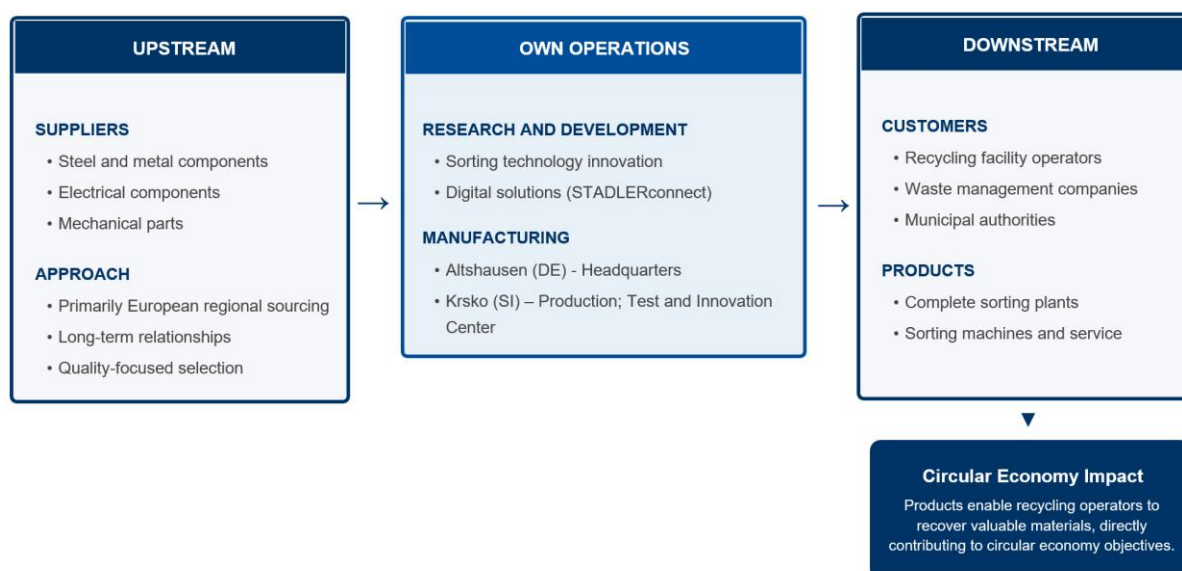 UPSTREAM
SUPPLIERS
• Steel and metal components
• Electrical components
• Mechanical parts
APPROACH
• Primarily European regional sourcing
• Long-term relationships
• Quality-focused selection
→
OWN OPERATIONS
RESEARCH AND DEVELOPMENT
• Sorting technology innovation
• Digital solutions (STADLERconnect)
MANUFACTURING
• Altshausen (DE) - Headquarters
• Krsko (SI) – Production; Test and Innovation
Center
→
DOWNSTREAM
CUSTOMERS
• Recycling facility operators
• Waste management companies
• Municipal authorities
PRODUCTS
• Complete sorting plants
• Sorting machines and service
▼
Circular Economy Impact
Products enable recycling operators to
recover valuable materials, directly
contributing to circular economy objectives.